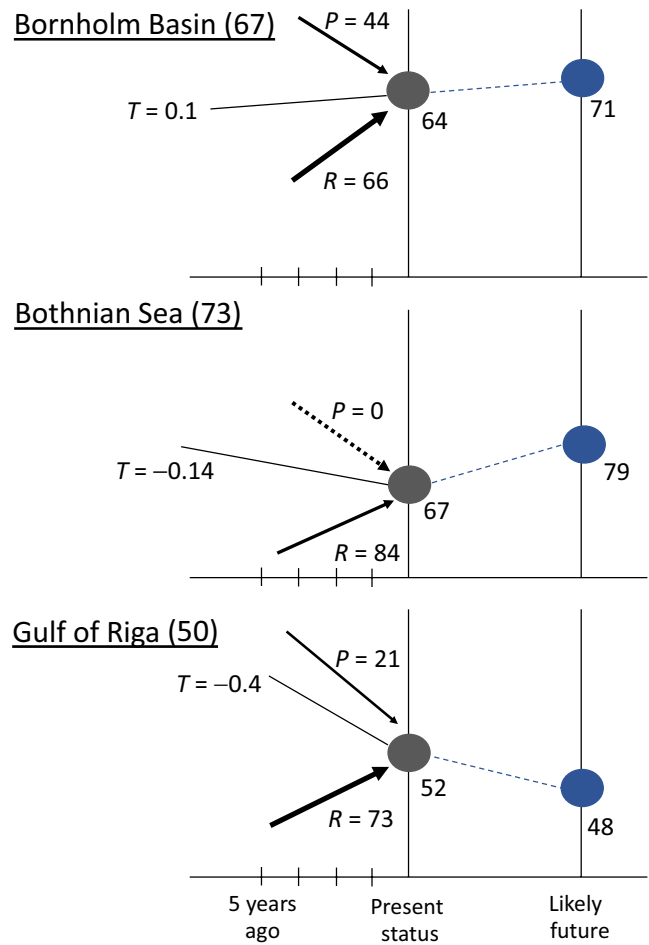 Bornholm Basin (67)
P = 44
T = 0.1
64
71
R = 66
Bothnian Sea (73)
P = 0
T = −0.14
67
79
R = 84
Gulf of Riga (50)
P = 21
T = −0.4
52
48
R = 73
5 years
ago
Present
status
Likely
future